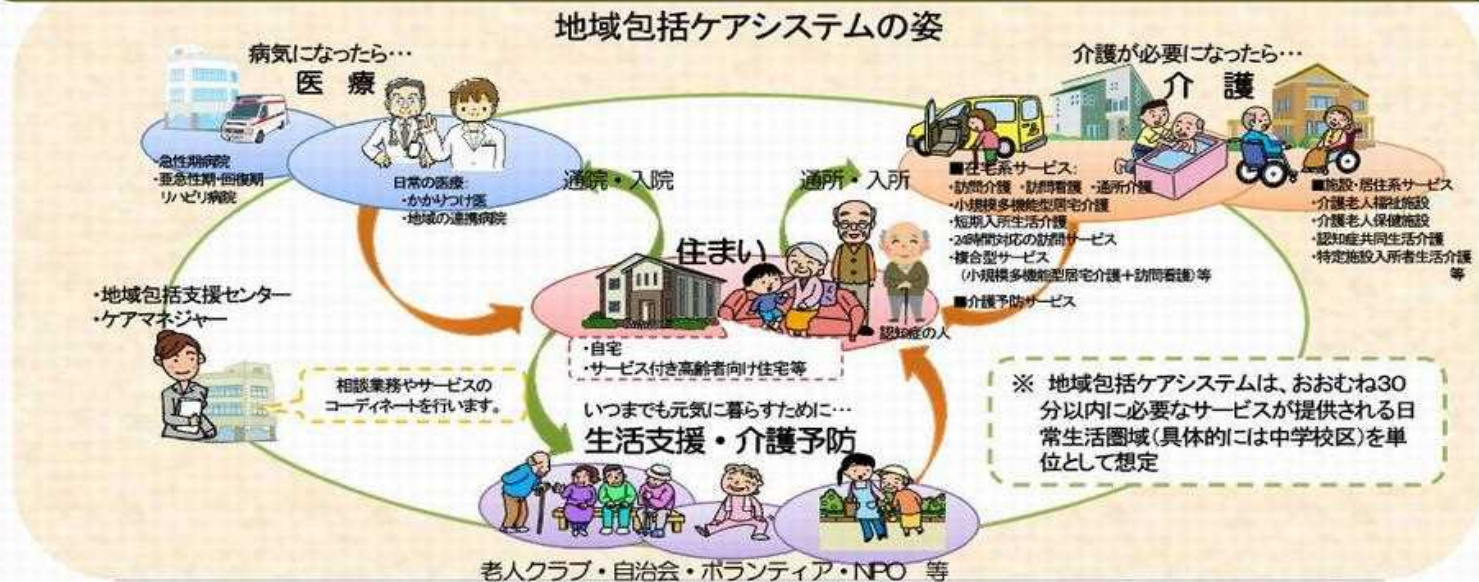 地域包括ケアシステムの姿
病気になったら…
医　療
・急性期病院
・亜急性期・回復期
リハビリ病院
日常の医療:
・かかりつけ医
・地域の連携病院
通院・入院
通所・入所
介護が必要になったら…
介　護
■在宅系サービス:
・訪問介護　・訪問看護　・通所介護
・小規模多機能型居宅介護
・短期入所生活介護
・24時間対応の訪問サービス
・複合型サービス
（小規模多機能型居宅介護＋訪問看護）等
■介護予防サービス
■施設・居住系サービス
・介護老人福祉施設
・介護老人保健施設
・認知症共同生活介護
・特定施設入所者生活介護
等
住まい
認知症の人
・自宅
・サービス付き高齢者向け住宅等
・地域包括支援センター
・ケアマネジャー
相談業務やサービスの
コーディネートを行います。
いつまでも元気に暮らすために…
生活支援・介護予防
老人クラブ・自治会・ボランティア・NPO　等
※　地域包括ケアシステムは、おおむね30
分以内に必要なサービスが提供される日
常生活圏域（具体的には中学校区）を単
位として想定